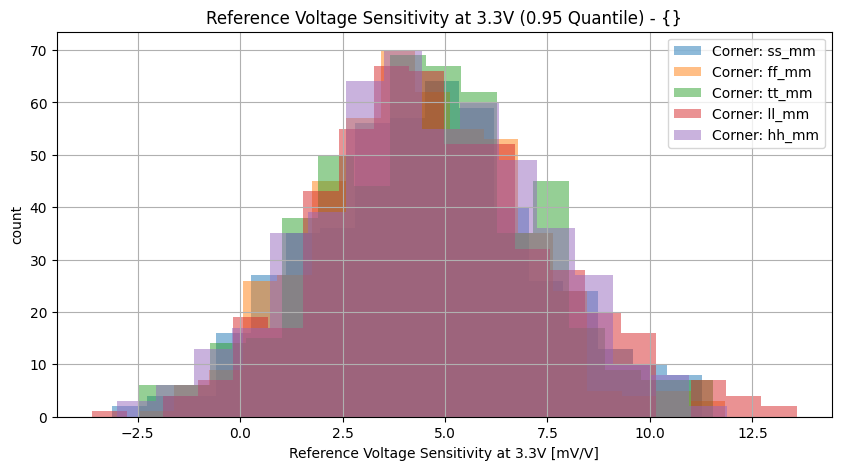 Reference Voltage Sensitivity at 3.3V (0.95 Quantile) - {}
Corner: ss_mm
Corner: ff_mm
Corner: tt_mm
Corner: ll_mm
Corner: hh_mm
count
70
60
50
40
30
20
10
0
−2.5 0.0 2.5 5.0 7.5 10.0 12.5
Reference Voltage Sensitivity at 3.3V [mV/V]